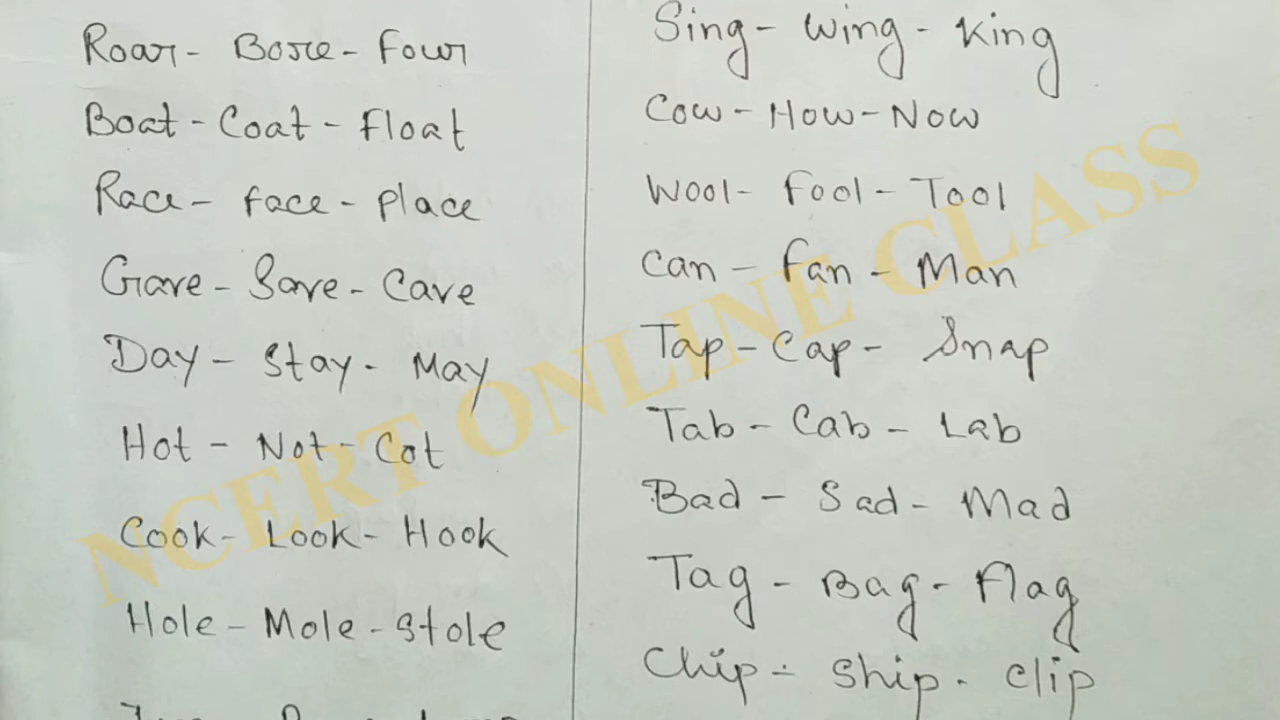 Roar - Bore - Four
Boat - Coat - Float
Race - face - place
Gave - Save - Cave
Day - Stay - May
Hot - Not - Cot
Cook - Look - Hook
Hole - Mole - Stole
Sing - Wing - King
Cow - How - Now
Wool - Fool - Tool
Can - Fan - Man
Tap - Cap - Snap
Tab - Cab - Lab
Bad - Sad - Mad
Tag - Bag - Flag
Chip - Ship - Clip
NCERT ONLINE CLASS